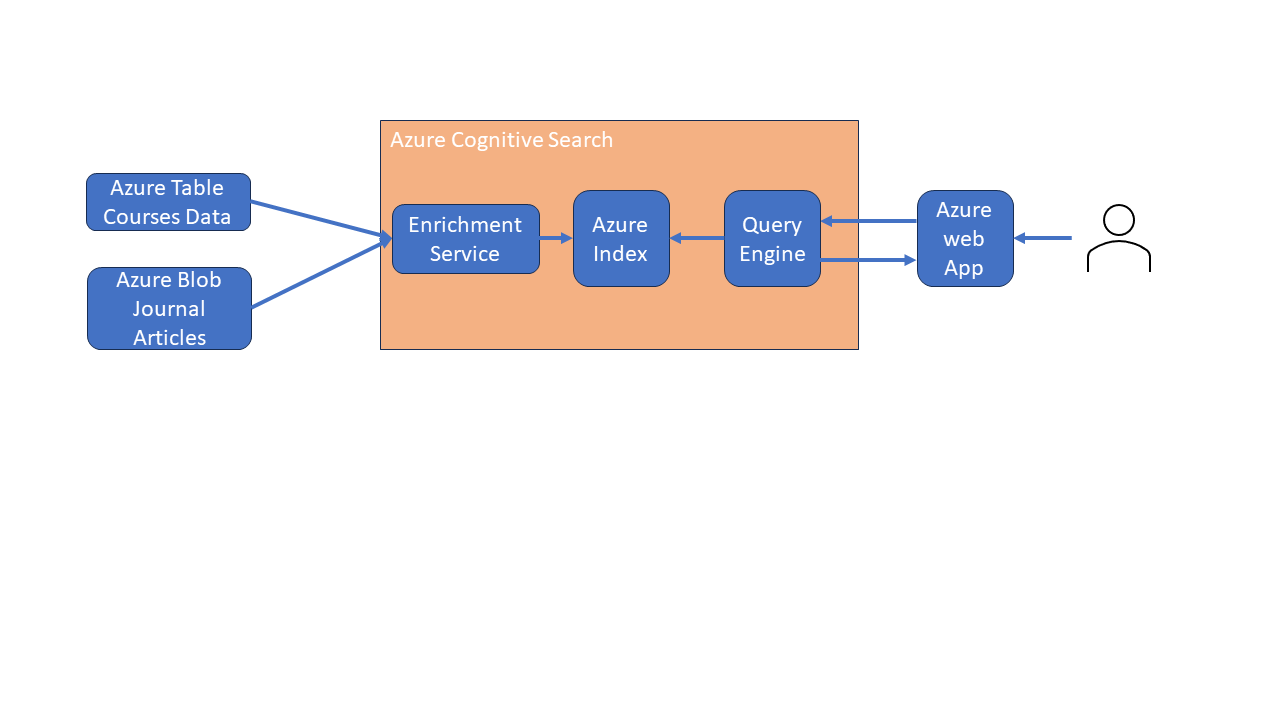 Azure Cognitive Search
Azure Table
Courses Data
Azure Blob
Journal
Articles
Enrichment
Service
Azure
Index
Query
Engine
Azure
web
App